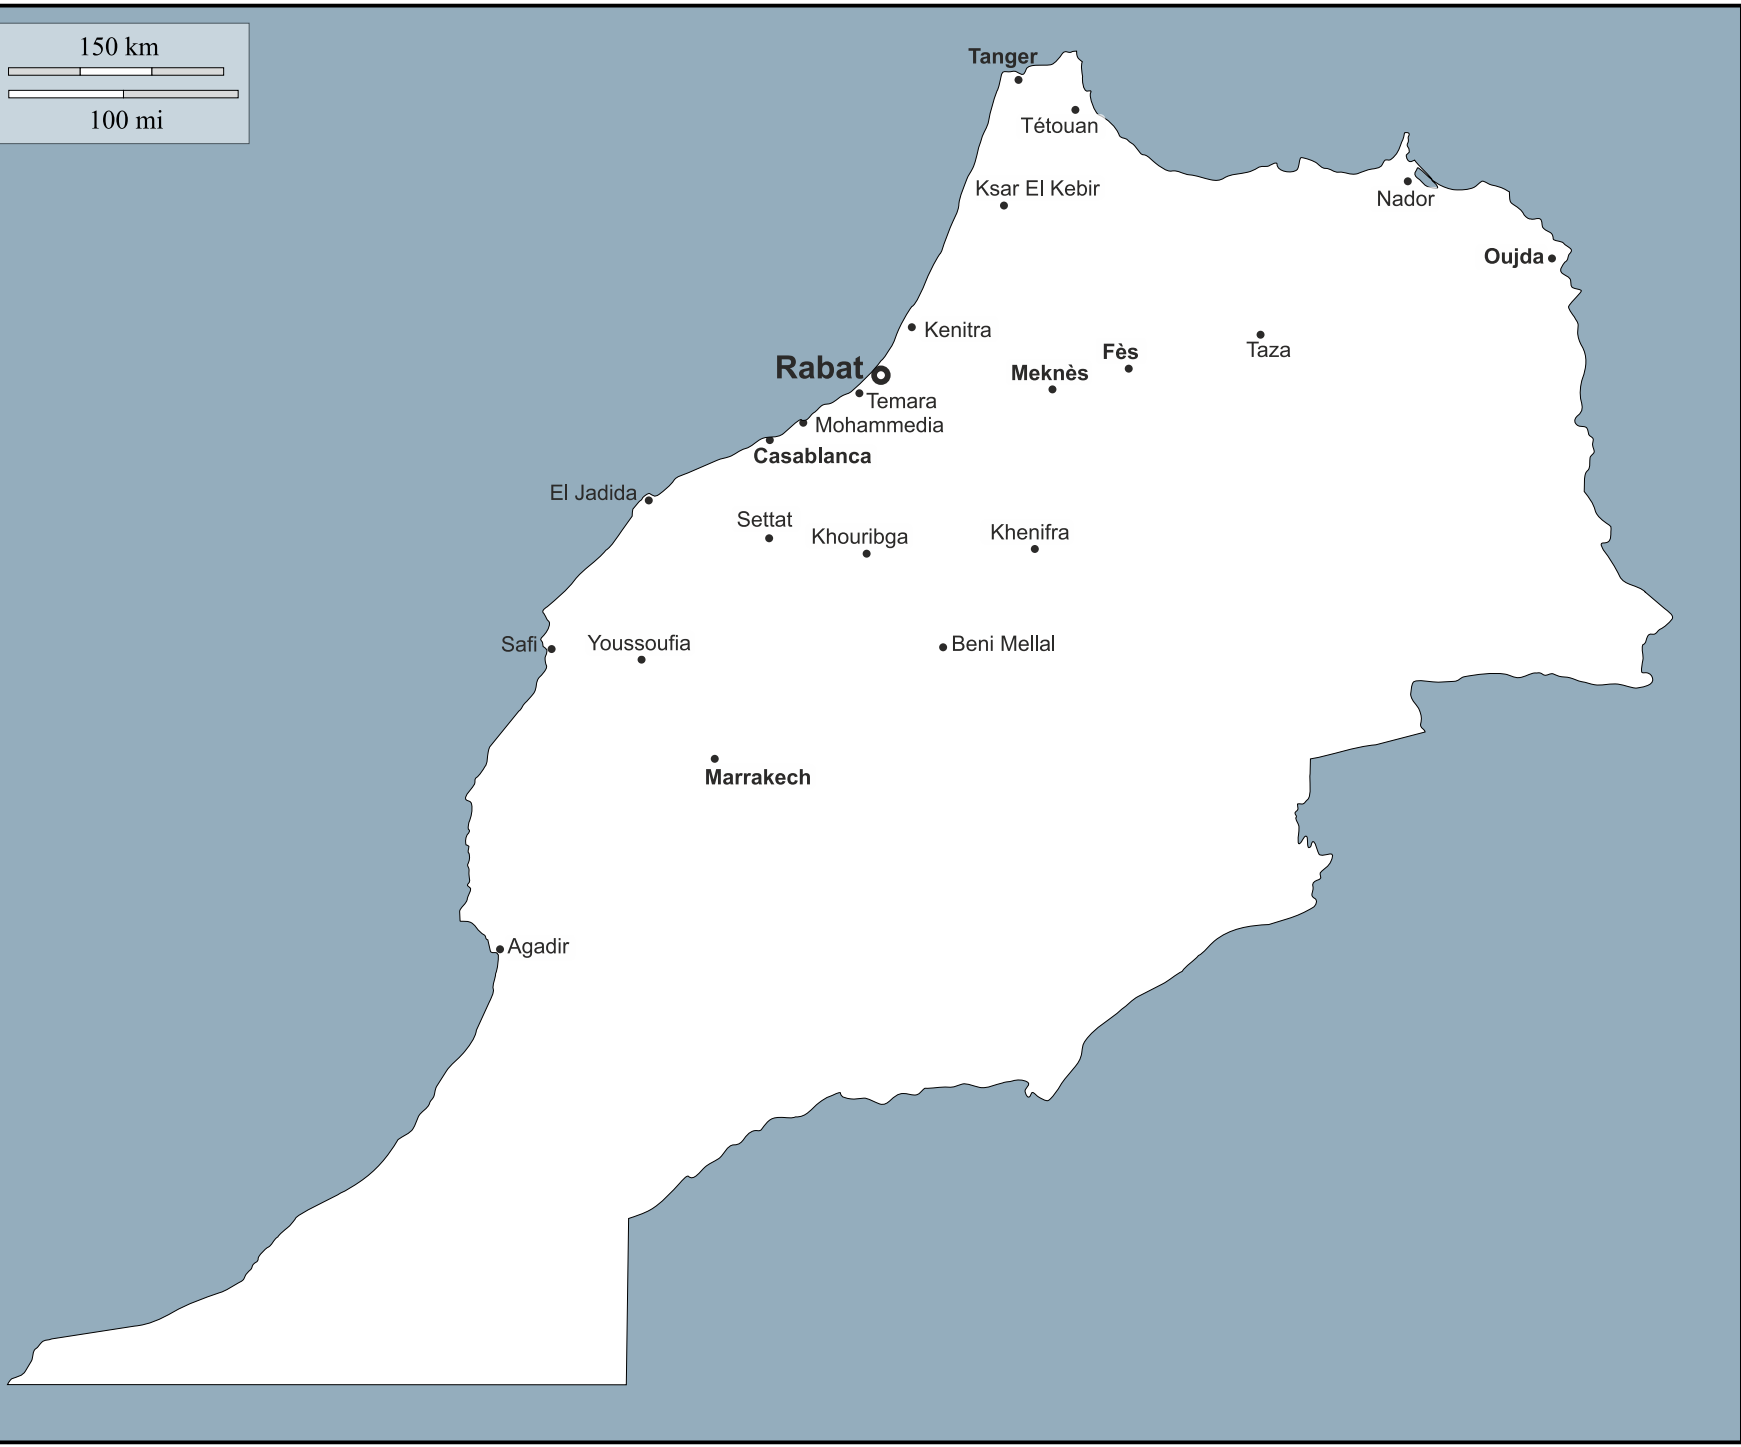 150 km
100 mi
Tanger
Tétouan
Ksar El Kebir
Nador
Oujda
Kenitra
Rabat
Fès
Taza
Meknès
Temara
Mohammedia
Casablanca
El Jadida
Settat
Khouribga
Khenifra
Safi
Youssoufia
Beni Mellal
Marrakech
Agadir